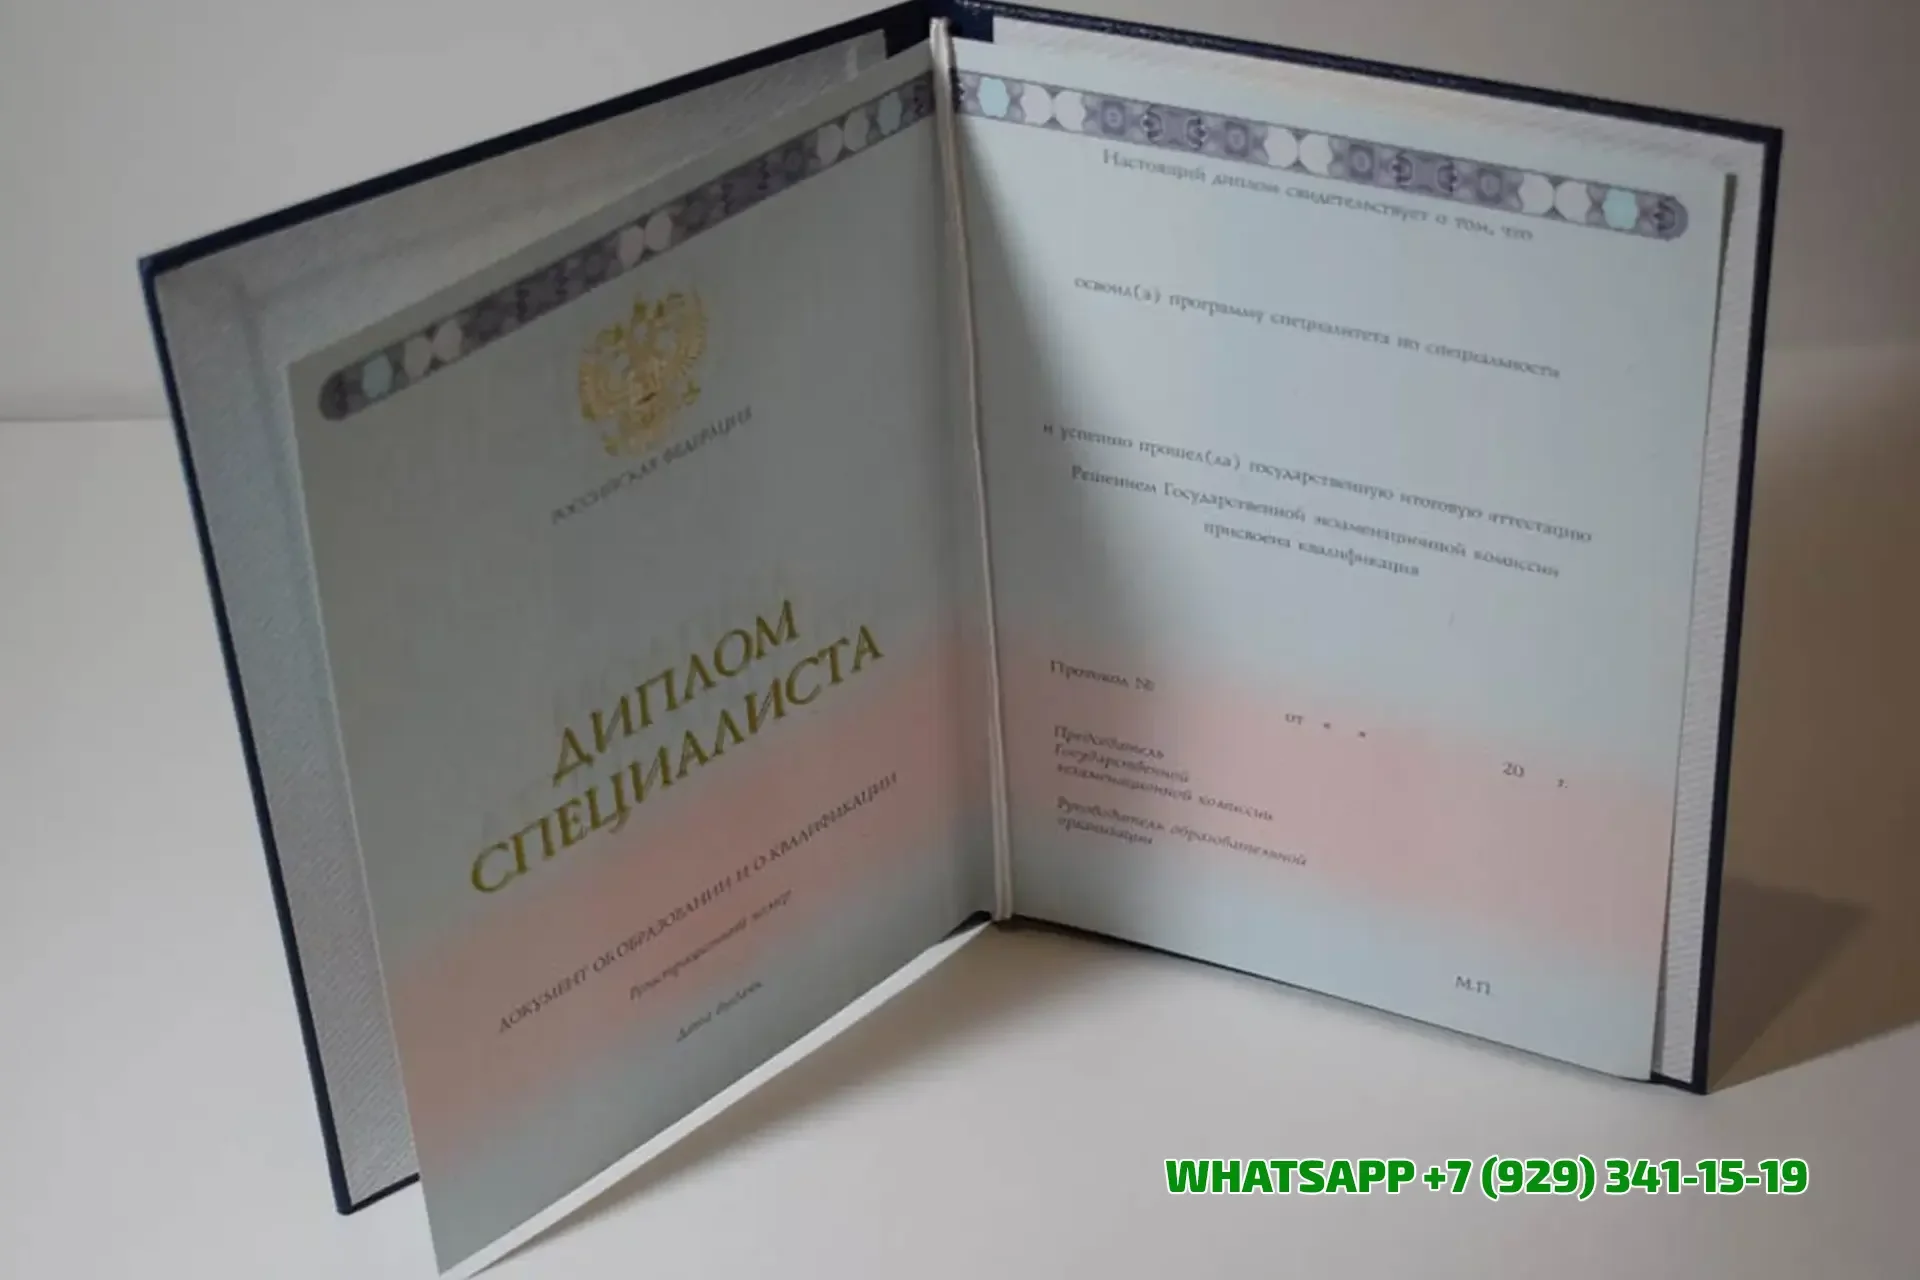 РОССИЙСКАЯ ФЕДЕРАЦИЯ
ДИПЛОМ
СПЕЦИАЛИСТА
ДОКУМЕНТ ОБ ОБРАЗОВАНИИ И О КВАЛИФИКАЦИИ
Регистрационный номер
Дата выдачи
Настоящий диплом свидетельствует о том, что
освоил(а) программу специалитета по специальности
и успешно прошел(ла) государственную итоговую аттестацию
Решением Государственной экзаменационной комиссии
присвоена квалификация
Протокол №
от « » 20 г.
Председатель
Государственной
экзаменационной комиссии
Руководитель образовательной
организации
М.П.
WHATSAPP +7 (929) 341-15-19